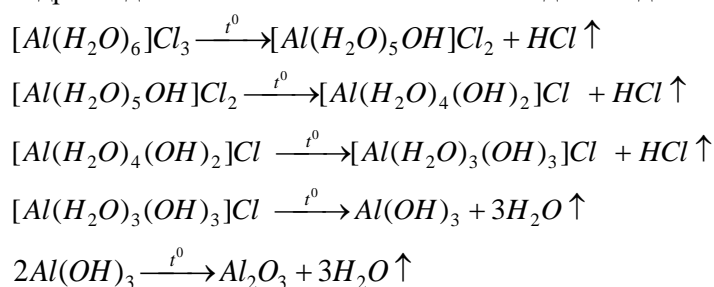 [Al(H₂O)₆]Cl₃ —t⁰→ [Al(H₂O)₅OH]Cl₂ + HCl ↑
[Al(H₂O)₅OH]Cl₂ —t⁰→ [Al(H₂O)₄(OH)₂]Cl + HCl ↑
[Al(H₂O)₄(OH)₂]Cl —t⁰→ [Al(H₂O)₃(OH)₃]Cl + HCl ↑
[Al(H₂O)₃(OH)₃]Cl —t⁰→ Al(OH)₃ + 3H₂O ↑
2Al(OH)₃ —t⁰→ Al₂O₃ + 3H₂O ↑